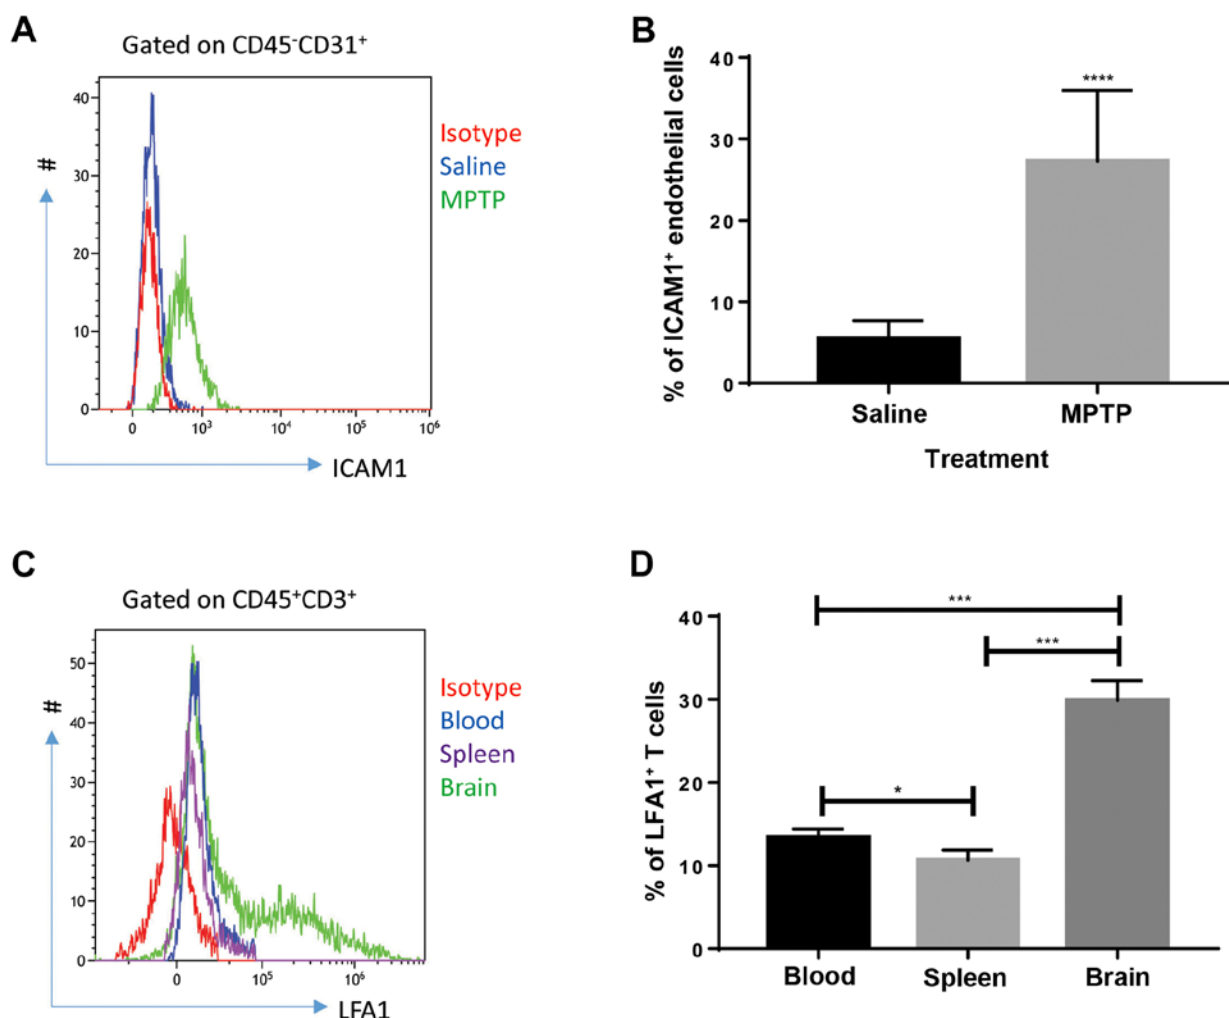 A
Gated on CD45⁻CD31⁺
#
40
30
20
10
0
0 10³ 10⁴ 10⁵ 10⁶
ICAM1
Isotype
Saline
MPTP
B
% of ICAM1⁺ endothelial cells
40
30
20
10
0
****
Saline MPTP
Treatment
C
Gated on CD45⁺CD3⁺
#
50
40
30
20
10
0
0 10⁵ 10⁶
LFA1
Isotype
Blood
Spleen
Brain
D
% of LFA1⁺ T cells
40
30
20
10
0
***
***
*
Blood Spleen Brain